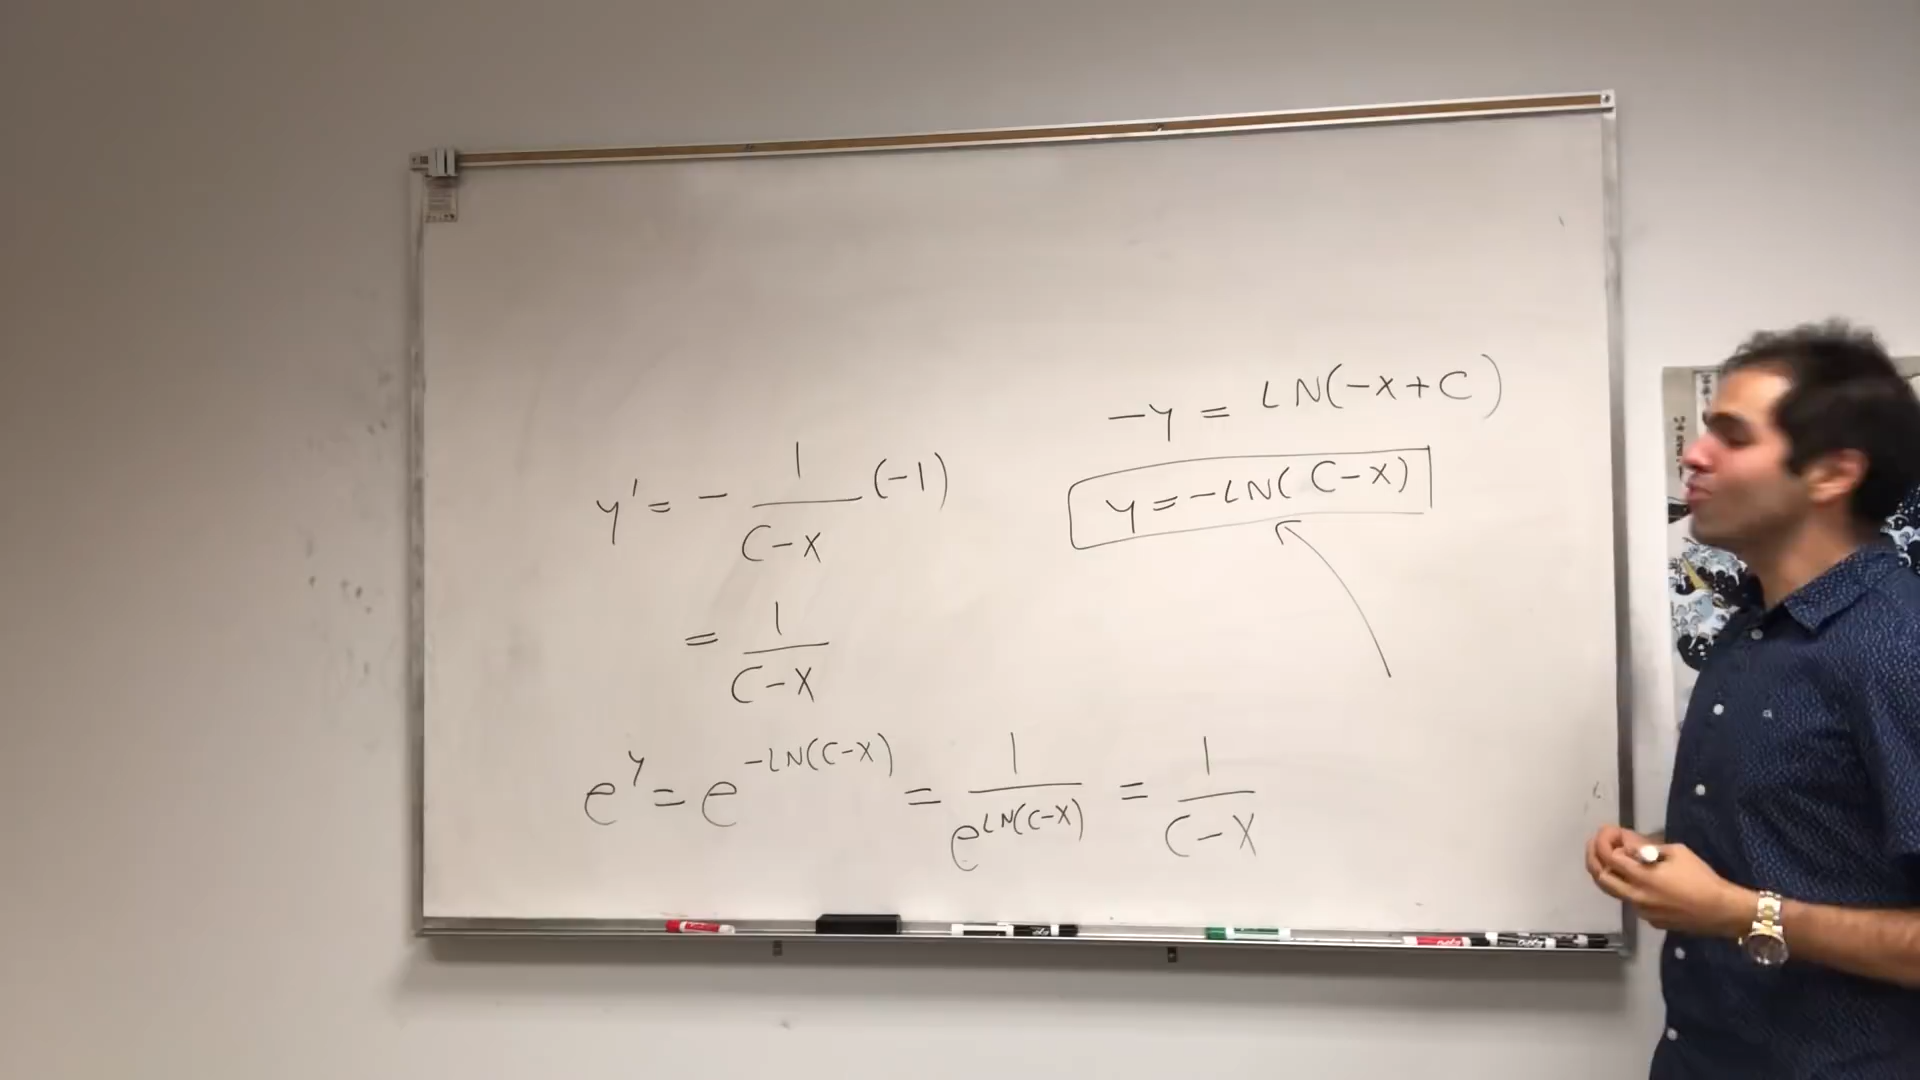 -y = LN(-x+C)
y = -LN(C-x)
y' = - 1/(C-x) (-1)
= 1/(C-x)
e^y = e^(-LN(C-x)) = 1/e^(LN(C-x)) = 1/(C-x)